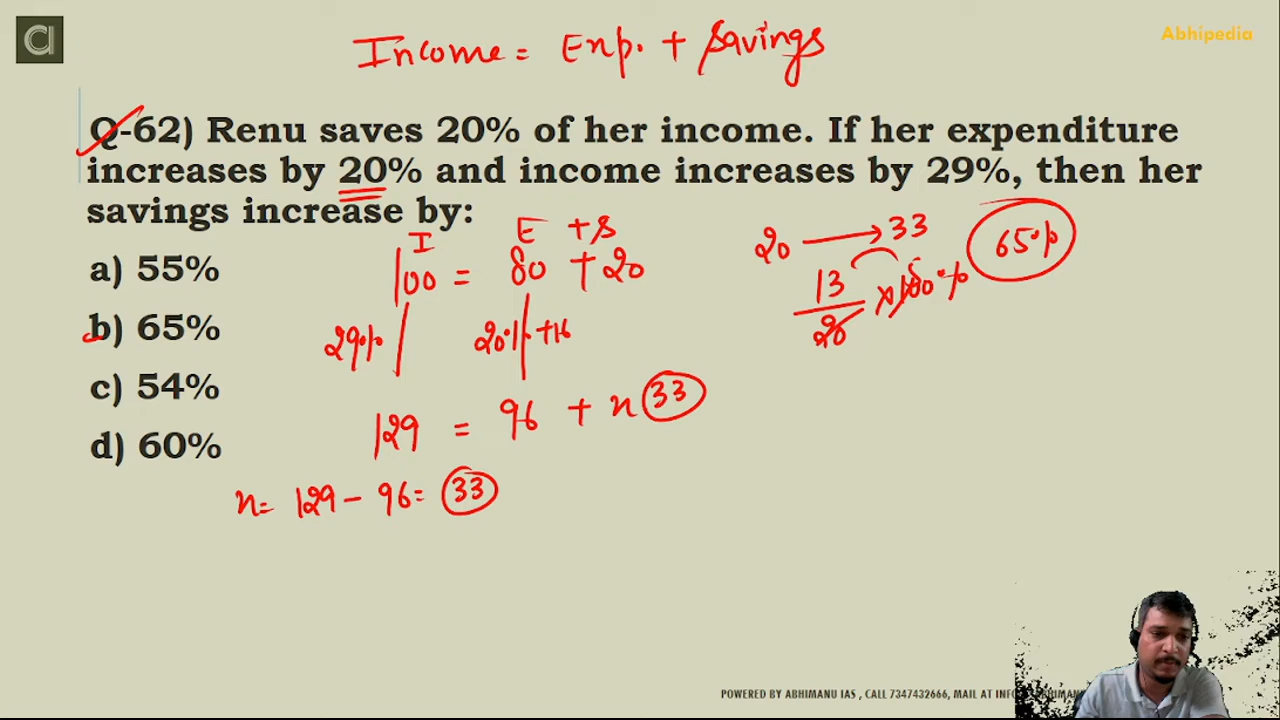 Abhipedia
Income = Exp. + Savings
Q-62) Renu saves 20% of her income. If her expenditure
increases by 20% and income increases by 29%, then her
savings increase by:
I E + S
a) 55%
100 = 80 + 20
b) 65%
29% 20% +16
c) 54%
129 = 96 + x 33
d) 60%
x = 129 - 96 = 33
20 → 33
13/20 × 100%
65%
POWERED BY ABHIMANU IAS , CALL 7347432666, MAIL AT